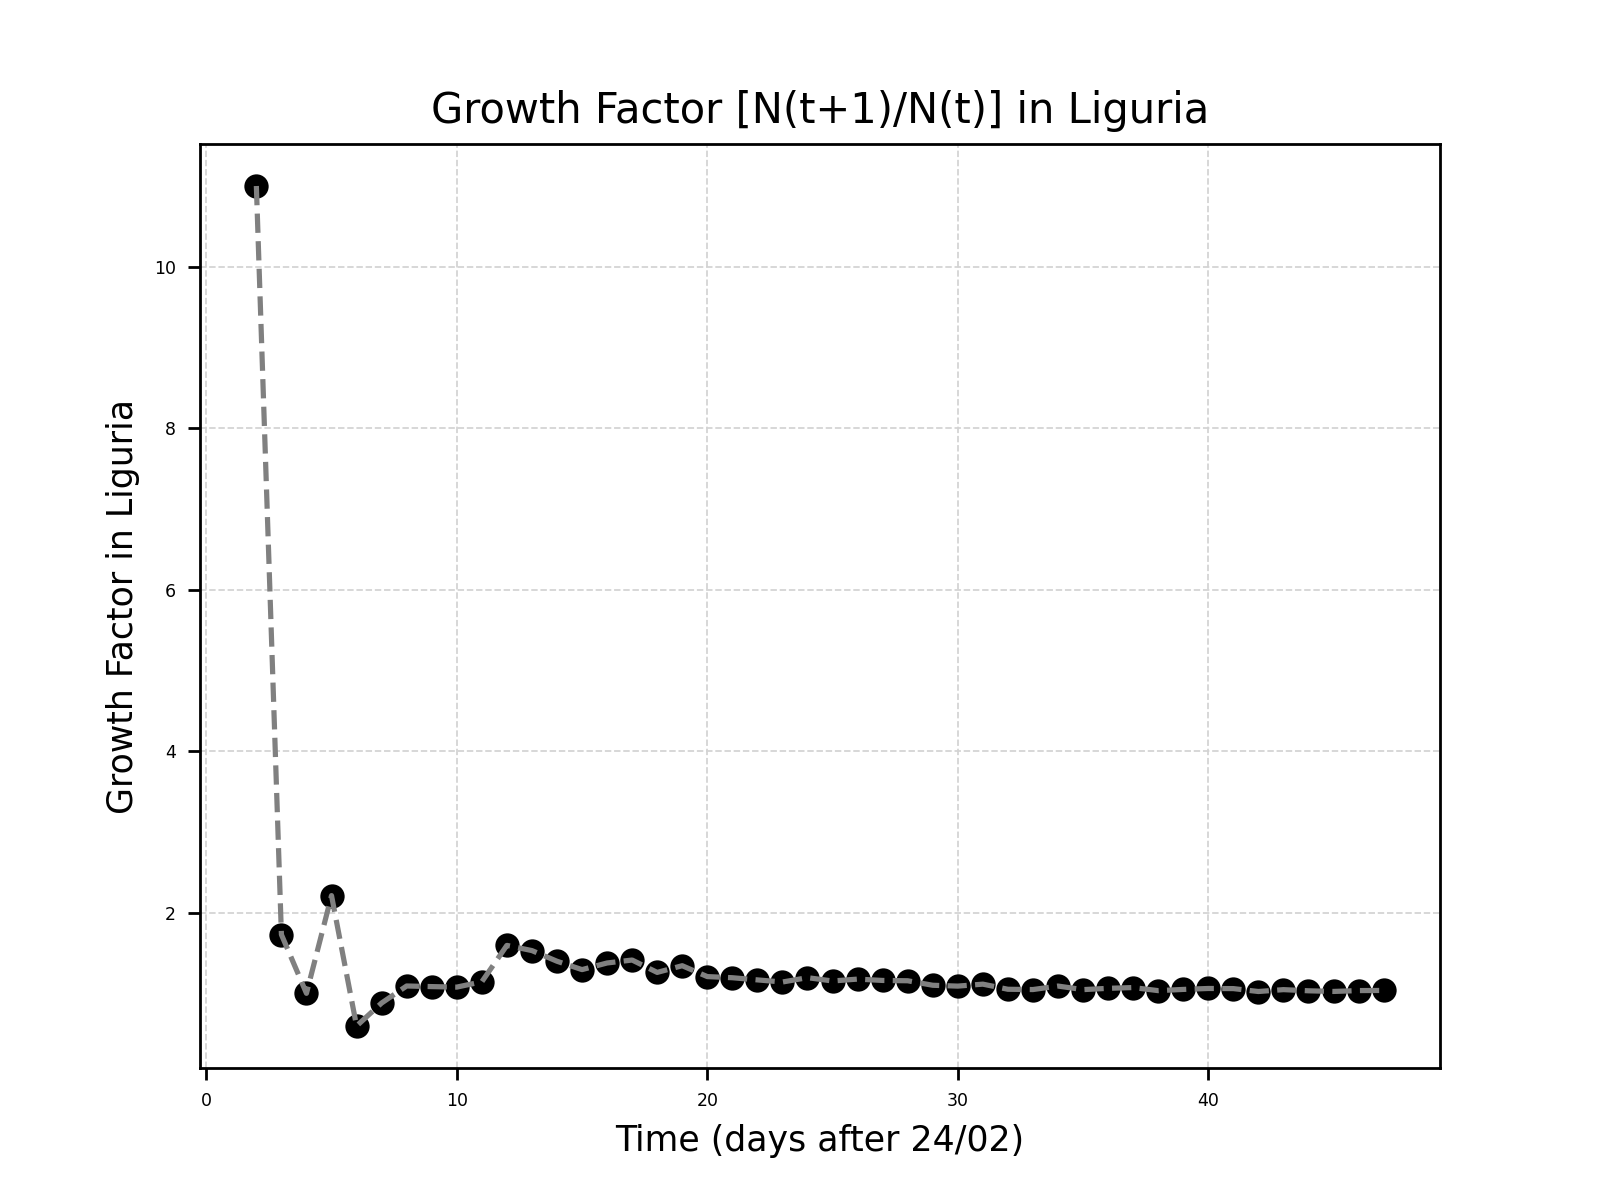 Growth Factor [N(t+1)/N(t)] in Liguria
Growth Factor in Liguria
10
8
6
4
2
0 10 20 30 40
Time (days after 24/02)